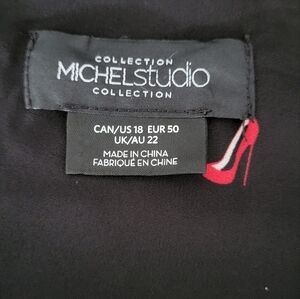 COLLECTION
MICHELstudio
COLLECTION
CAN/US 18 EUR 50
UK/AU 22
MADE IN CHINA
FABRIQUÉ EN CHINE